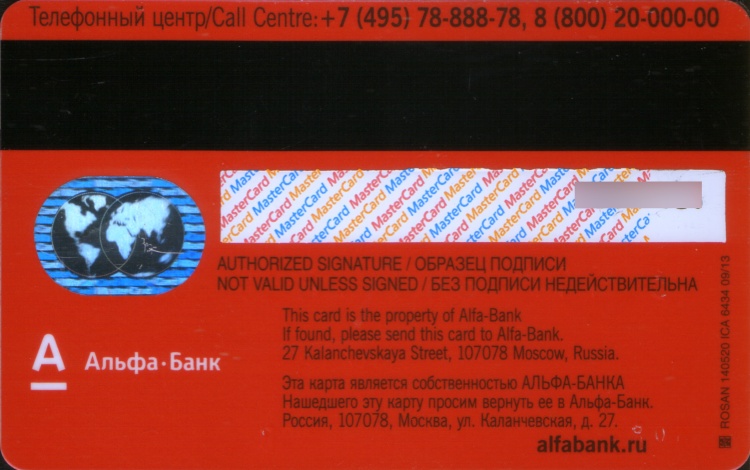 Телефонный центр/Call Centre: +7 (495) 78-888-78, 8 (800) 20-000-00
MasterCard MasterCard MasterCard MasterCard
AUTHORIZED SIGNATURE / ОБРАЗЕЦ ПОДПИСИ
NOT VALID UNLESS SIGNED / БЕЗ ПОДПИСИ НЕДЕЙСТВИТЕЛЬНА
This card is the property of Alfa-Bank
If found, please send this card to Alfa-Bank.
27 Kalanchevskaya Street, 107078 Moscow, Russia.
А Альфа·Банк
Эта карта является собственностью АЛЬФА-БАНКА
Нашедшего эту карту просим вернуть ее в Альфа-Банк.
Россия, 107078, Москва, ул. Каланчевская, д. 27.
alfabank.ru
ROSAN 140520 ICA 6434 09/13